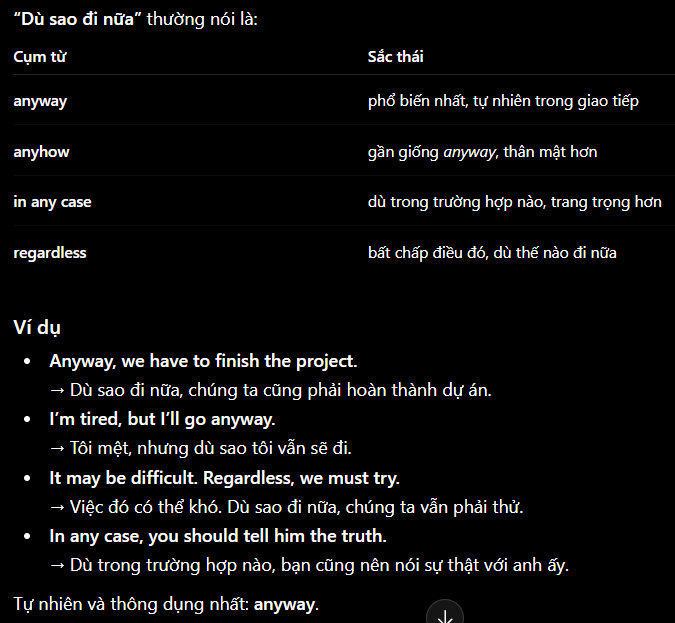 “Dù sao đi nữa” thường nói là:
Cụm từ Sắc thái
anyway phổ biến nhất, tự nhiên trong giao tiếp
anyhow gần giống anyway, thân mật hơn
in any case dù trong trường hợp nào, trang trọng hơn
regardless bất chấp điều đó, dù thế nào đi nữa
Ví dụ
• Anyway, we have to finish the project.
→ Dù sao đi nữa, chúng ta cũng phải hoàn thành dự án.
• I’m tired, but I’ll go anyway.
→ Tôi mệt, nhưng dù sao tôi vẫn sẽ đi.
• It may be difficult. Regardless, we must try.
→ Việc đó có thể khó. Dù sao đi nữa, chúng ta vẫn phải thử.
• In any case, you should tell him the truth.
→ Dù trong trường hợp nào, bạn cũng nên nói sự thật với anh ấy.
Tự nhiên và thông dụng nhất: anyway.